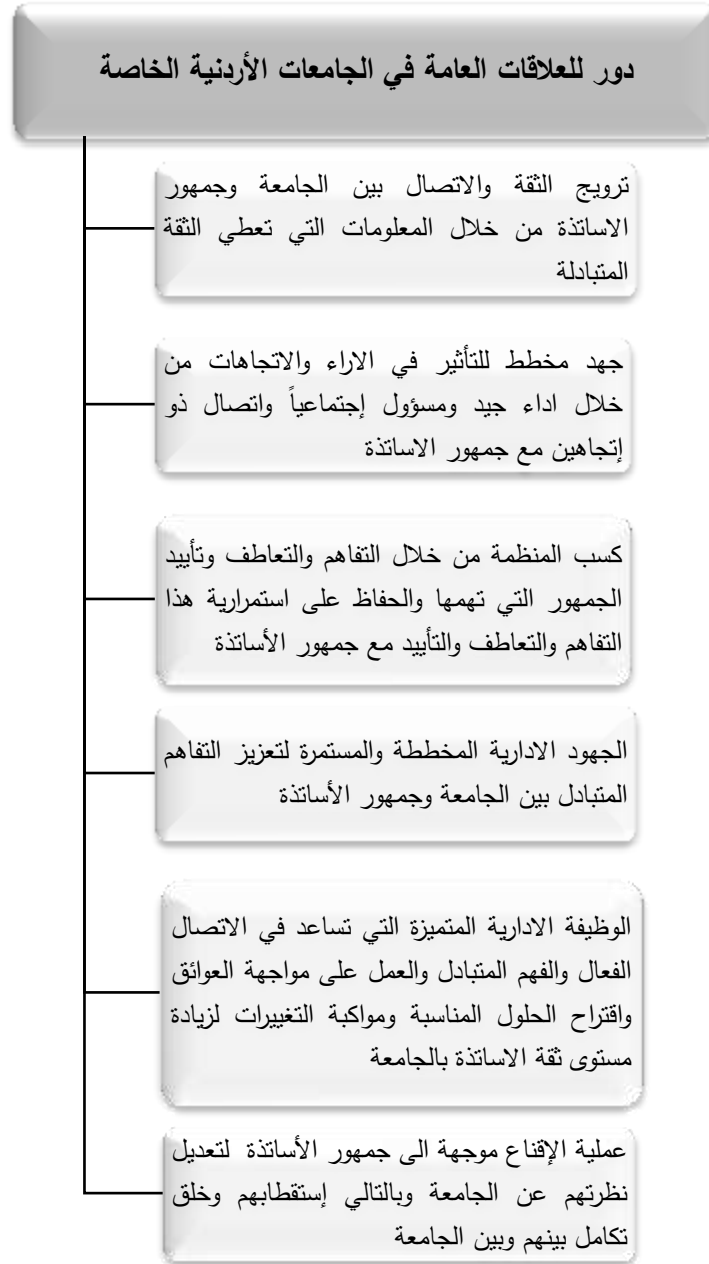 دور للعلاقات العامة في الجامعات الأردنية الخاصة
ترويج الثقة والاتصال بين الجامعة وجمهور
الاساتذة من خلال المعلومات التي تعطي الثقة
المتبادلة
جهد مخطط للتأثير في الاراء والاتجاهات من
خلال اداء جيد ومسؤول إجتماعياً واتصال ذو
إتجاهين مع جمهور الاساتذة
كسب المنظمة من خلال التفاهم والتعاطف وتأييد
الجمهور التي تهمها والحفاظ على استمرارية هذا
التفاهم والتعاطف والتأييد مع جمهور الأساتذة
الجهود الادارية المخططة والمستمرة لتعزيز التفاهم
المتبادل بين الجامعة وجمهور الأساتذة
الوظيفة الادارية المتميزة التي تساعد في الاتصال
الفعال والفهم المتبادل والعمل على مواجهة العوائق
واقتراح الحلول المناسبة ومواكبة التغييرات لزيادة
مستوى ثقة الاساتذة بالجامعة
عملية الإقناع موجهة الى جمهور الأساتذة لتعديل
نظرتهم عن الجامعة وبالتالي إستقطابهم وخلق
تكامل بينهم وبين الجامعة